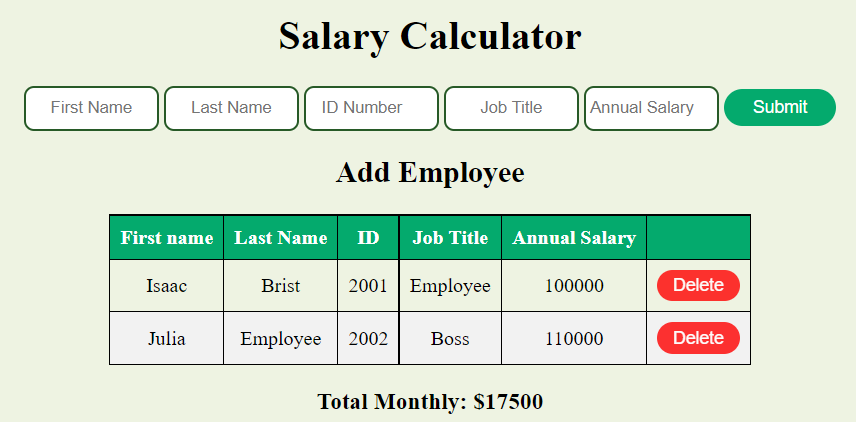 Salary Calculator
First Name Last Name ID Number Job Title Annual Salary Submit
Add Employee
First name Last Name ID Job Title Annual Salary
Isaac Brist 2001 Employee 100000 Delete
Julia Employee 2002 Boss 110000 Delete
Total Monthly: $17500